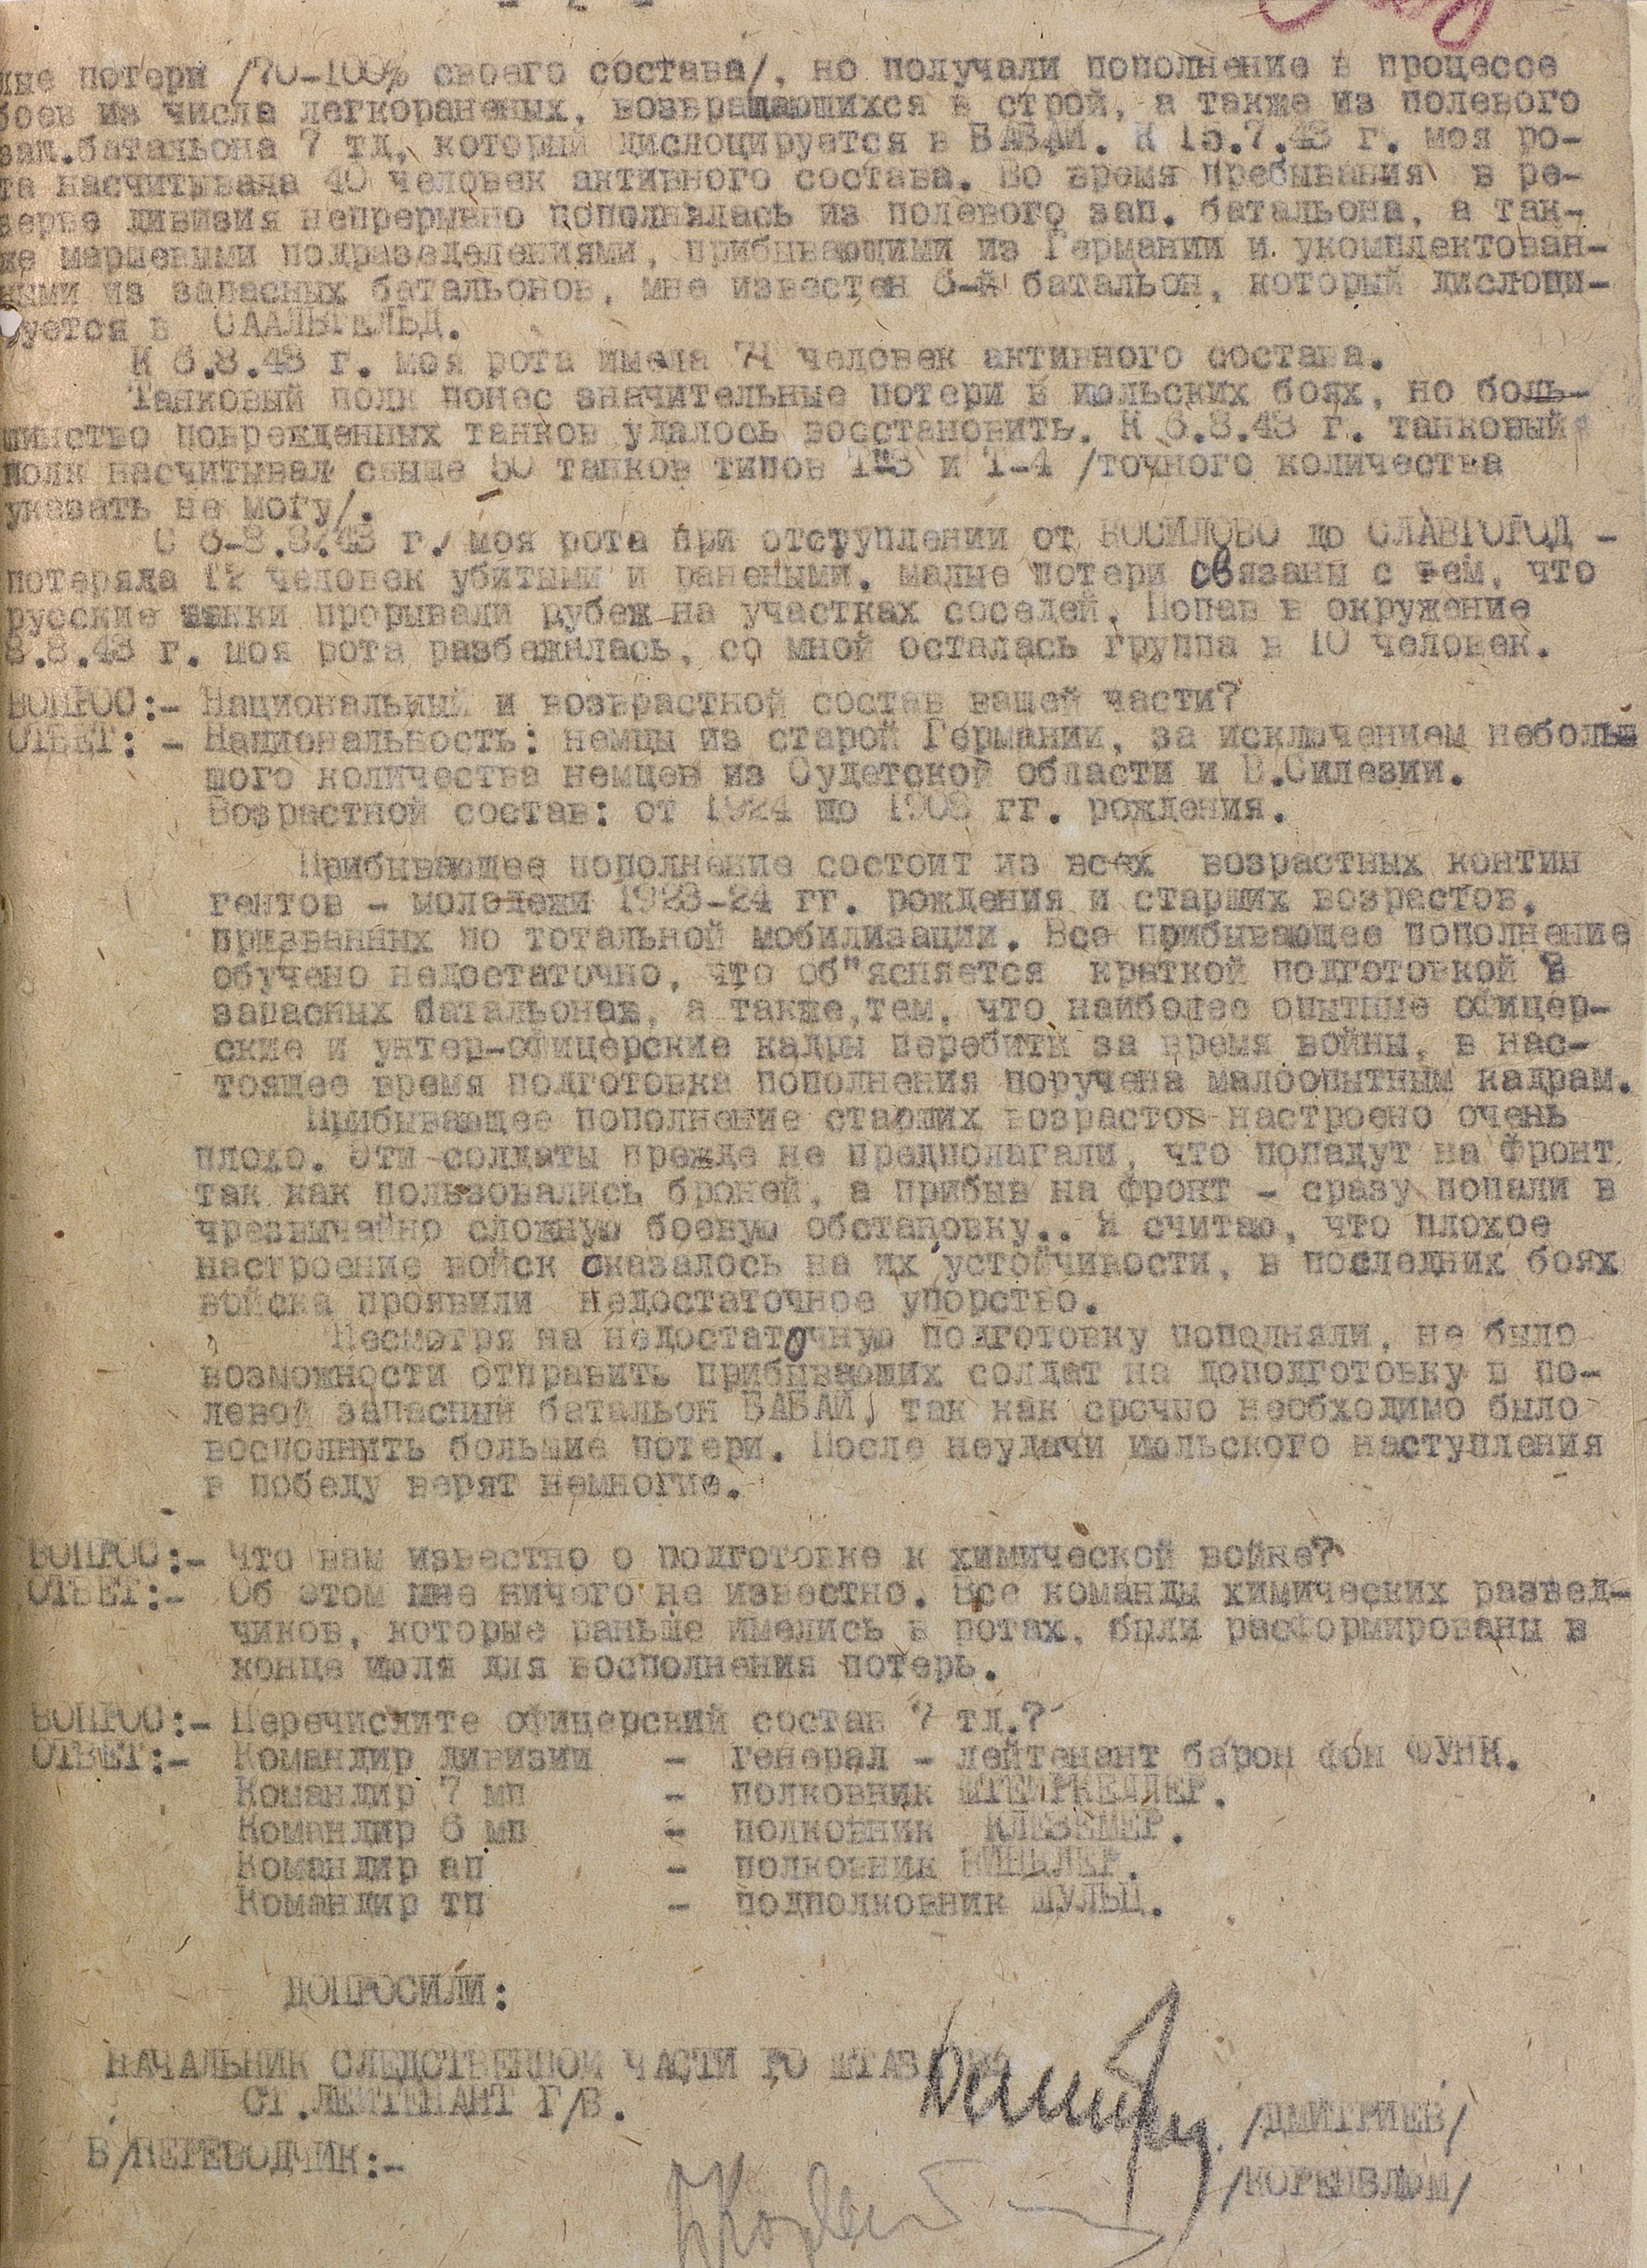 - 2 -
ные потери /70-100% своего состава/, но получали пополнение в процессе
боев из числа легкораненых, возвращающихся в строй, а также из полевого
зап.батальона 7 тд, который дислоцируется в БАБАИ. К 15.7.43 г. моя ро-
та насчитывала 40 человек активного состава. Во время пребывания в ре-
зерве дивизия непрерывно пополнялась из полевого зап. батальона, а так-
же маршевыми подразделениями, прибывающими из Германии и укомплектован-
ными из запасных батальонов, мне известен 6-й батальон, который дислоци-
руется в СААЛЬФЕЛЬД.
К 6.8.43 г. моя рота имела 74 человек активного состава.
Танковый полк понес значительные потери в июльских боях, но боль-
шинство поврежденных танков удалось восстановить. К 6.8.43 г. танковый
полк насчитывал свыше 50 танков типов Т-3 и Т-4 /точного количества
указать не могу/.
С 6-8.8.43 г. моя рота при отступлении от КОСИЛОВО до СЛАВГОРОД -
потеряла человек убитыми и ранеными. малые потери связаны с тем, что
русские танки прорывали рубеж на участках соседей. Попав в окружение
8.8.43 г. моя рота разбежалась, со мной осталась группа в 10 человек.
ВОПРОС:- Национальный и возрастной состав вашей части?
ОТВЕТ: - Национальность: немцы из старой Германии, за исключением неболь
шого количества немцев из Судетской области и В.Силезии.
Возрастной состав: от 1924 до 1908 гг. рождения.
Прибывающее пополнение состоит из всех возрастных контин
гентов - молодежи 1923-24 гг. рождения и старших возрастов,
призванных по тотальной мобилизации. Все прибывающее пополнение
обучено недостаточно, что об"ясняется краткой подготовкой в
запасных батальонах, а также,тем, что наиболее опытные офицер-
ские и унтер-офицерские кадры перебиты за время войны, в нас-
тоящее время подготовка пополнения поручена малоопытным кадрам.
Прибывающее пополнение старших возрастов настроено очень
плохо. Эти солдаты прежде не предполагали, что попадут на фронт
так как пользовались броней, а прибыв на фронт - сразу попали в
чрезвычайно сложную боевую обстановку.. Я считаю, что плохое
настроение войск сказалось на их устойчивости, в последних боях
войска проявили недостаточное упорство.
Несмотря на недостаточную подготовку пополняли, не было
возможности отправить прибывающих солдат на доподготовку в по-
левой запасный батальон БАБАИ, так как срочно необходимо было
восполнить большие потери. После неудачи июльского наступления
в победу верят немногие.
ВОПРОС:- Что вам известно о подготовке к химической войне?
ОТВЕТ:- Об этом мне ничего не известно. Все команды химических развед-
чиков, которые раньше имелись в ротах, были расформированы в
конце июля для восполнения потерь.
ВОПРОС:- Перечислите офицерский состав 7 тд.?
ОТВЕТ:- Командир дивизии - генерал - лейтенант барон фон ФУНК.
Командир 7 мп - полковник ШТЕЙНКЕЛЛЕР.
Командир 6 мп - полковник ГЛЕЗЕМЕР.
Командир ап - полковник ВИНКЛЕР.
Командир тп - подполковник ШУЛЬЦ.
ДОПРОСИЛИ:
НАЧАЛЬНИК СЛЕДСТВЕННОЙ ЧАСТИ РО ШТАБ
СТ.ЛЕЙТЕНАНТ Г/Б.
/ДМИТРИЕВ/
В/ПЕРЕВОДЧИК:-
/КОРЕНБЛЮМ/